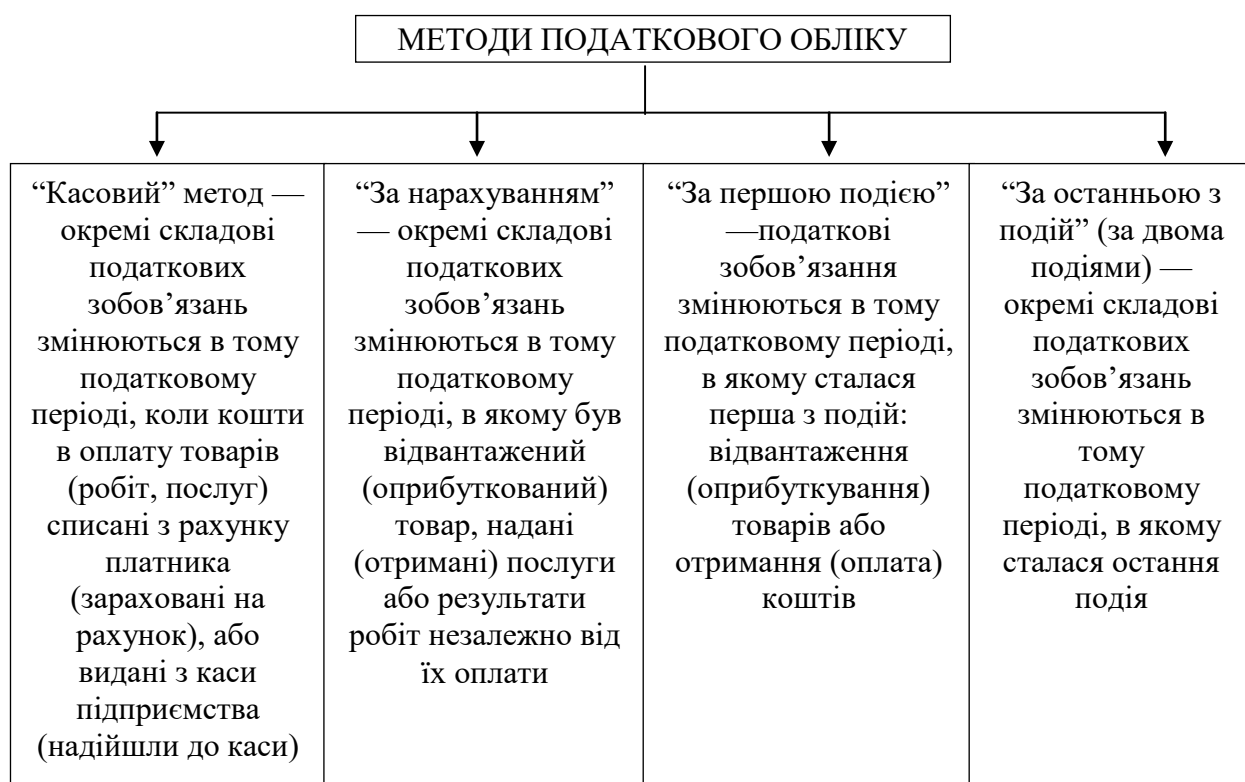 МЕТОДИ ПОДАТКОВОГО ОБЛІКУ
“Касовий” метод —
окремі складові
податкових
зобов’язань
змінюються в тому
податковому
періоді, коли кошти
в оплату товарів
(робіт, послуг)
списані з рахунку
платника
(зараховані на
рахунок), або
видані з каси
підприємства
(надійшли до каси)
“За нарахуванням”
— окремі складові
податкових
зобов’язань
змінюються в тому
податковому
періоді, в якому був
відвантажений
(оприбуткований)
товар, надані
(отримані) послуги
або результати
робіт незалежно від
їх оплати
“За першою подією”
—податкові
зобов’язання
змінюються в тому
податковому періоді,
в якому сталася
перша з подій:
відвантаження
(оприбуткування)
товарів або
отримання (оплата)
коштів
“За останньою з
подій” (за двома
подіями) —
окремі складові
податкових
зобов’язань
змінюються в
тому
податковому
періоді, в якому
сталася остання
подія